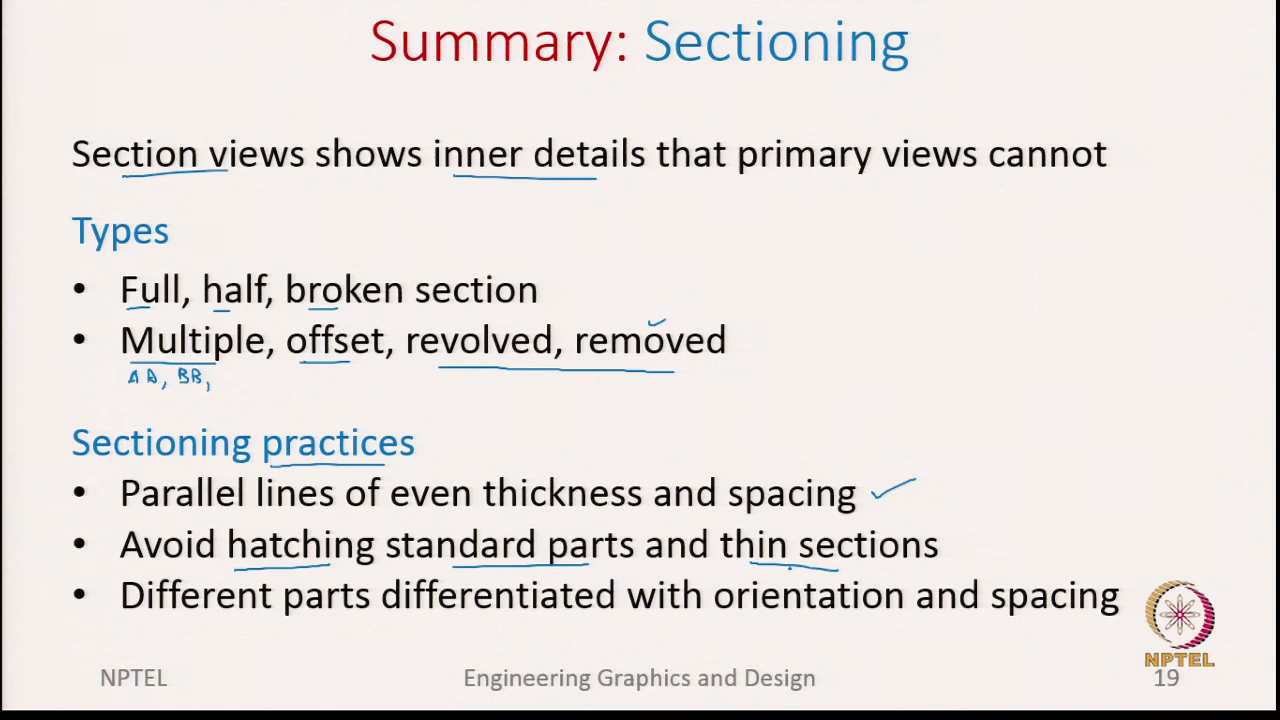 Summary: Sectioning
Section views shows inner details that primary views cannot
Types
• Full, half, broken section
• Multiple, offset, revolved, removed
AA, BB,
Sectioning practices
• Parallel lines of even thickness and spacing
• Avoid hatching standard parts and thin sections
• Different parts differentiated with orientation and spacing
NPTEL
NPTEL Engineering Graphics and Design 19